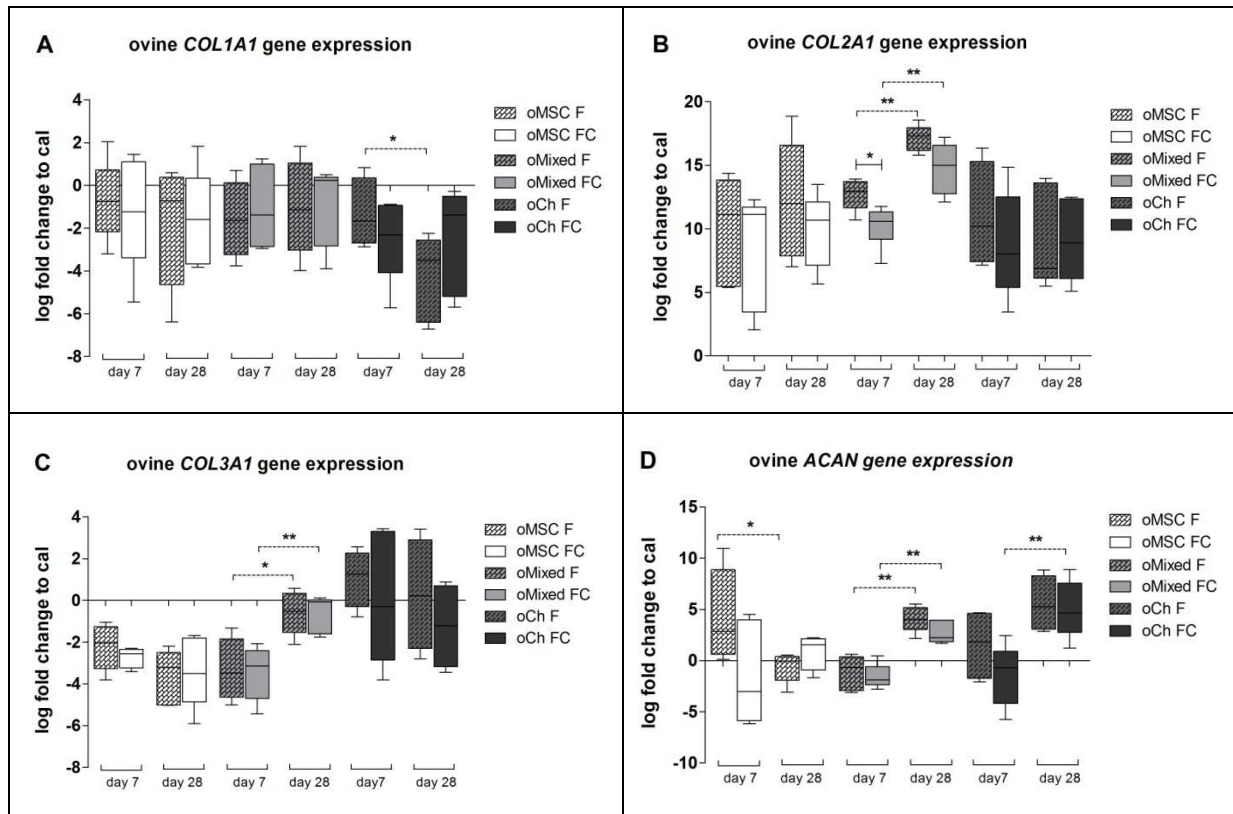 A
ovine COL1A1 gene expression
log fold change to cal
4
2
0
-2
-4
-6
-8
*
day 7
day 28
day 7
day 28
day7
day 28
oMSC F
oMSC FC
oMixed F
oMixed FC
oCh F
oCh FC
B
ovine COL2A1 gene expression
log fold change to cal
20
15
10
5
0
**
**
*
day 7
day 28
day 7
day 28
day7
day 28
oMSC F
oMSC FC
oMixed F
oMixed FC
oCh F
oCh FC
C
ovine COL3A1 gene expression
log fold change to cal
4
2
0
-2
-4
-6
-8
**
*
day 7
day 28
day 7
day 28
day7
day 28
oMSC F
oMSC FC
oMixed F
oMixed FC
oCh F
oCh FC
D
ovine ACAN gene expression
log fold change to cal
15
10
5
0
-5
-10
*
**
**
**
day 7
day 28
day 7
day 28
day7
day 28
oMSC F
oMSC FC
oMixed F
oMixed FC
oCh F
oCh FC